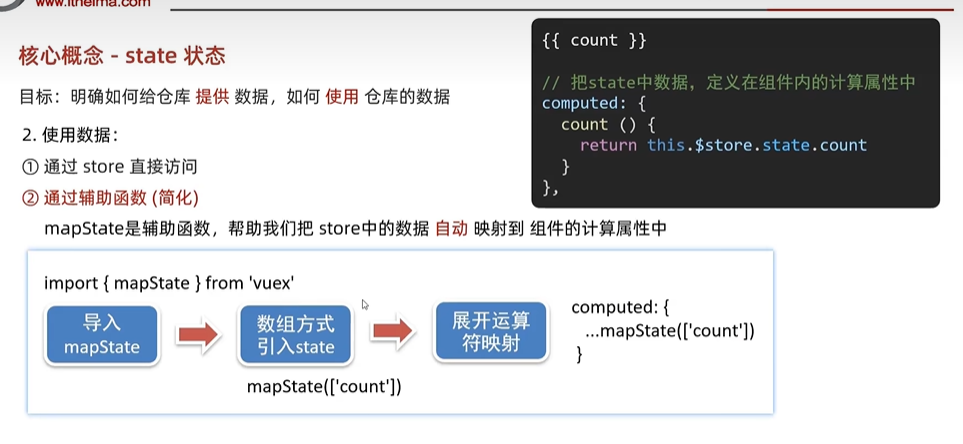 www.itheima.com
核心概念 - state 状态
目标：明确如何给仓库 提供 数据，如何 使用 仓库的数据
2. 使用数据：
① 通过 store 直接访问
② 通过辅助函数 (简化)
mapState是辅助函数，帮助我们把 store中的数据 自动 映射到 组件的计算属性中
{{ count }}
// 把state中数据，定义在组件内的计算属性中
computed: {
count () {
return this.$store.state.count
}
},
import { mapState } from 'vuex'
导入
mapState
数组方式
引入state
mapState(['count'])
展开运算
符映射
computed: {
...mapState(['count'])
}